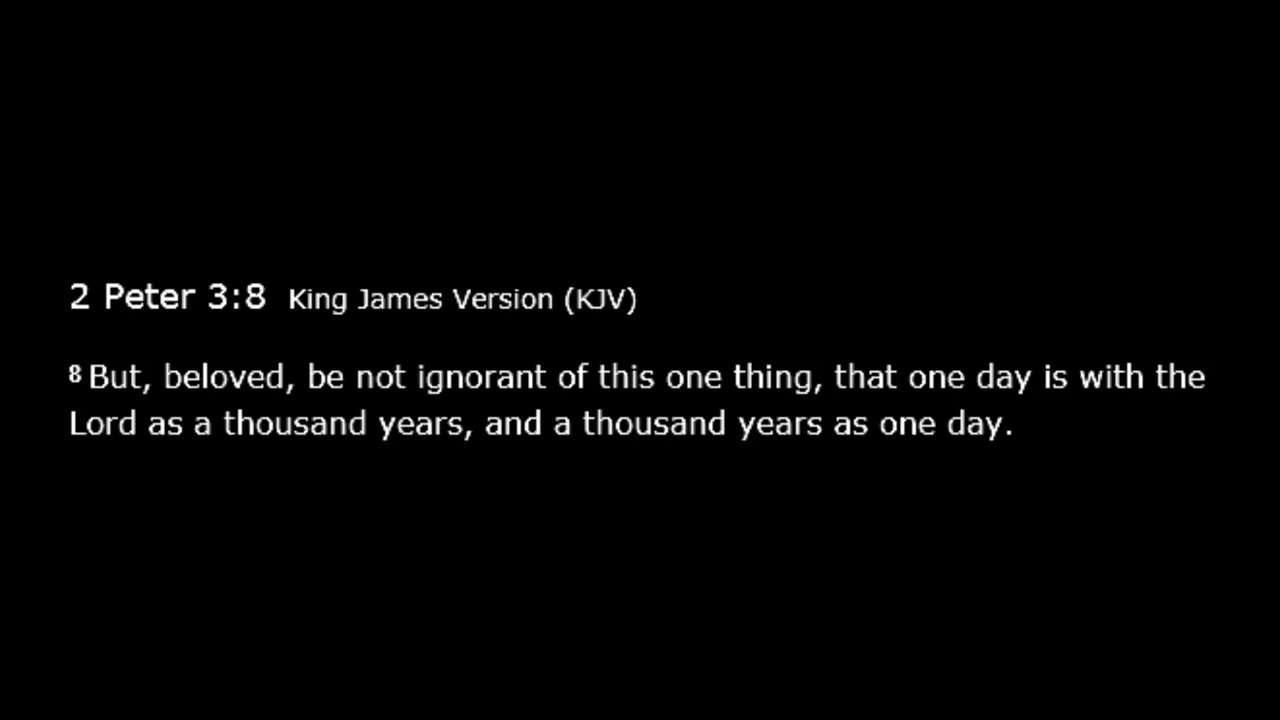 2 Peter 3:8 King James Version (KJV)
8 But, beloved, be not ignorant of this one thing, that one day is with the
Lord as a thousand years, and a thousand years as one day.